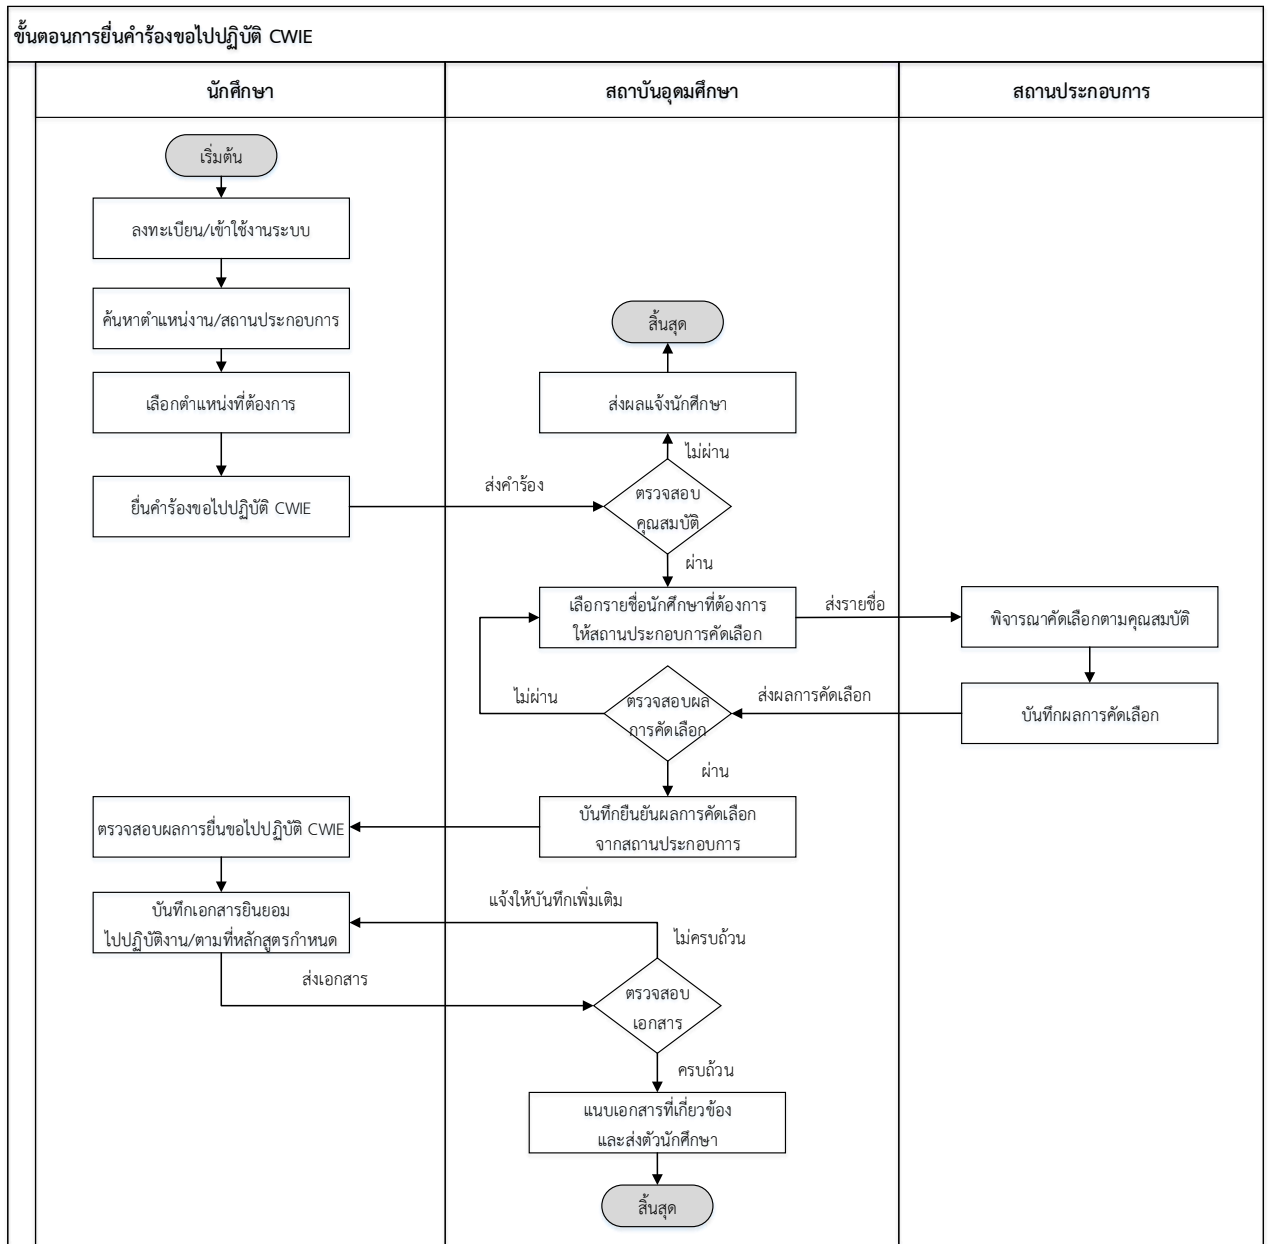 ขั้นตอนการยื่นคำร้องขอไปปฏิบัติ CWIE
นักศึกษา
สถาบันอุดมศึกษา
สถานประกอบการ
เริ่มต้น
ลงทะเบียน/เข้าใช้งานระบบ
ค้นหาตำแหน่งงาน/สถานประกอบการ
สิ้นสุด
เลือกตำแหน่งที่ต้องการ
ส่งผลแจ้งนักศึกษา
ไม่ผ่าน
ยื่นคำร้องขอไปปฏิบัติ CWIE
ส่งคำร้อง
ตรวจสอบ
คุณสมบัติ
ผ่าน
เลือกรายชื่อนักศึกษาที่ต้องการ
ให้สถานประกอบการคัดเลือก
ส่งรายชื่อ
พิจารณาคัดเลือกตามคุณสมบัติ
ไม่ผ่าน
ตรวจสอบผล
การคัดเลือก
ส่งผลการคัดเลือก
บันทึกผลการคัดเลือก
ผ่าน
ตรวจสอบผลการยื่นขอไปปฏิบัติ CWIE
บันทึกยืนยันผลการคัดเลือก
จากสถานประกอบการ
บันทึกเอกสารยินยอม
ไปปฏิบัติงาน/ตามที่หลักสูตรกำหนด
แจ้งให้บันทึกเพิ่มเติม
ไม่ครบถ้วน
ส่งเอกสาร
ตรวจสอบ
เอกสาร
ครบถ้วน
แนบเอกสารที่เกี่ยวข้อง
และส่งตัวนักศึกษา
สิ้นสุด